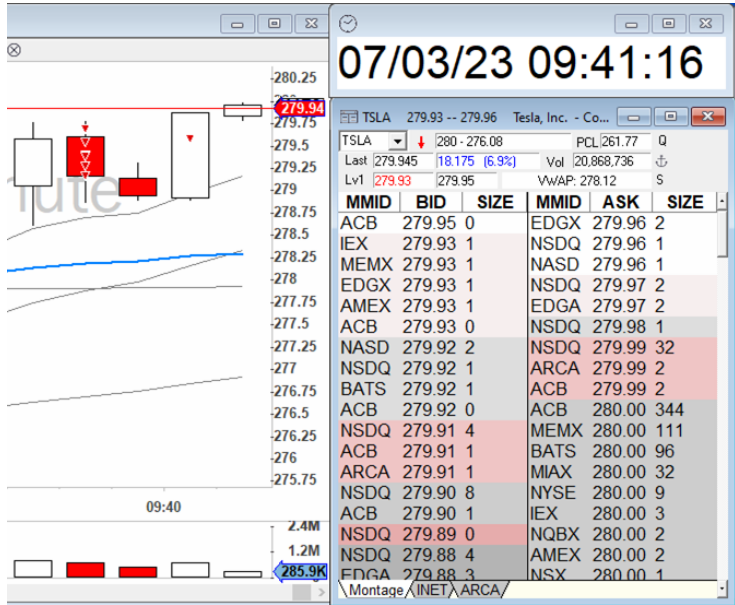 07/03/23 09:41:16
280.25
279.94
279.75
279.5
279.25
279
278.75
278.5
278.25
278
277.75
277.5
277.25
277
276.75
276.5
276.25
276
275.75
09:40
2.4M
1.2M
285.9K
TSLA 279.93 -- 279.96 Tesla, Inc. - Co...
TSLA 280 - 276.08 PCL 261.77 Q
Last 279.945 18.175 (6.9%) Vol 20,868,736
Lv1 279.93 279.95 VWAP: 278.12 S
MMID BID SIZE MMID ASK SIZE
ACB 279.95 0 EDGX 279.96 2
IEX 279.93 1 NSDQ 279.96 1
MEMX 279.93 1 NASD 279.96 1
EDGX 279.93 1 NSDQ 279.97 2
AMEX 279.93 1 EDGA 279.97 2
ACB 279.93 0 NSDQ 279.98 1
NASD 279.92 2 NSDQ 279.99 32
NSDQ 279.92 1 ARCA 279.99 2
BATS 279.92 1 ACB 279.99 2
ACB 279.92 0 ACB 280.00 344
NSDQ 279.91 4 MEMX 280.00 111
ACB 279.91 1 BATS 280.00 96
ARCA 279.91 1 MIAX 280.00 32
NSDQ 279.90 8 NYSE 280.00 9
ACB 279.90 1 IEX 280.00 3
NSDQ 279.89 0 NQBX 280.00 2
NSDQ 279.88 4 AMEX 280.00 2
EDGA 279.88 3 NSX 280.00 1
Montage INET ARCA